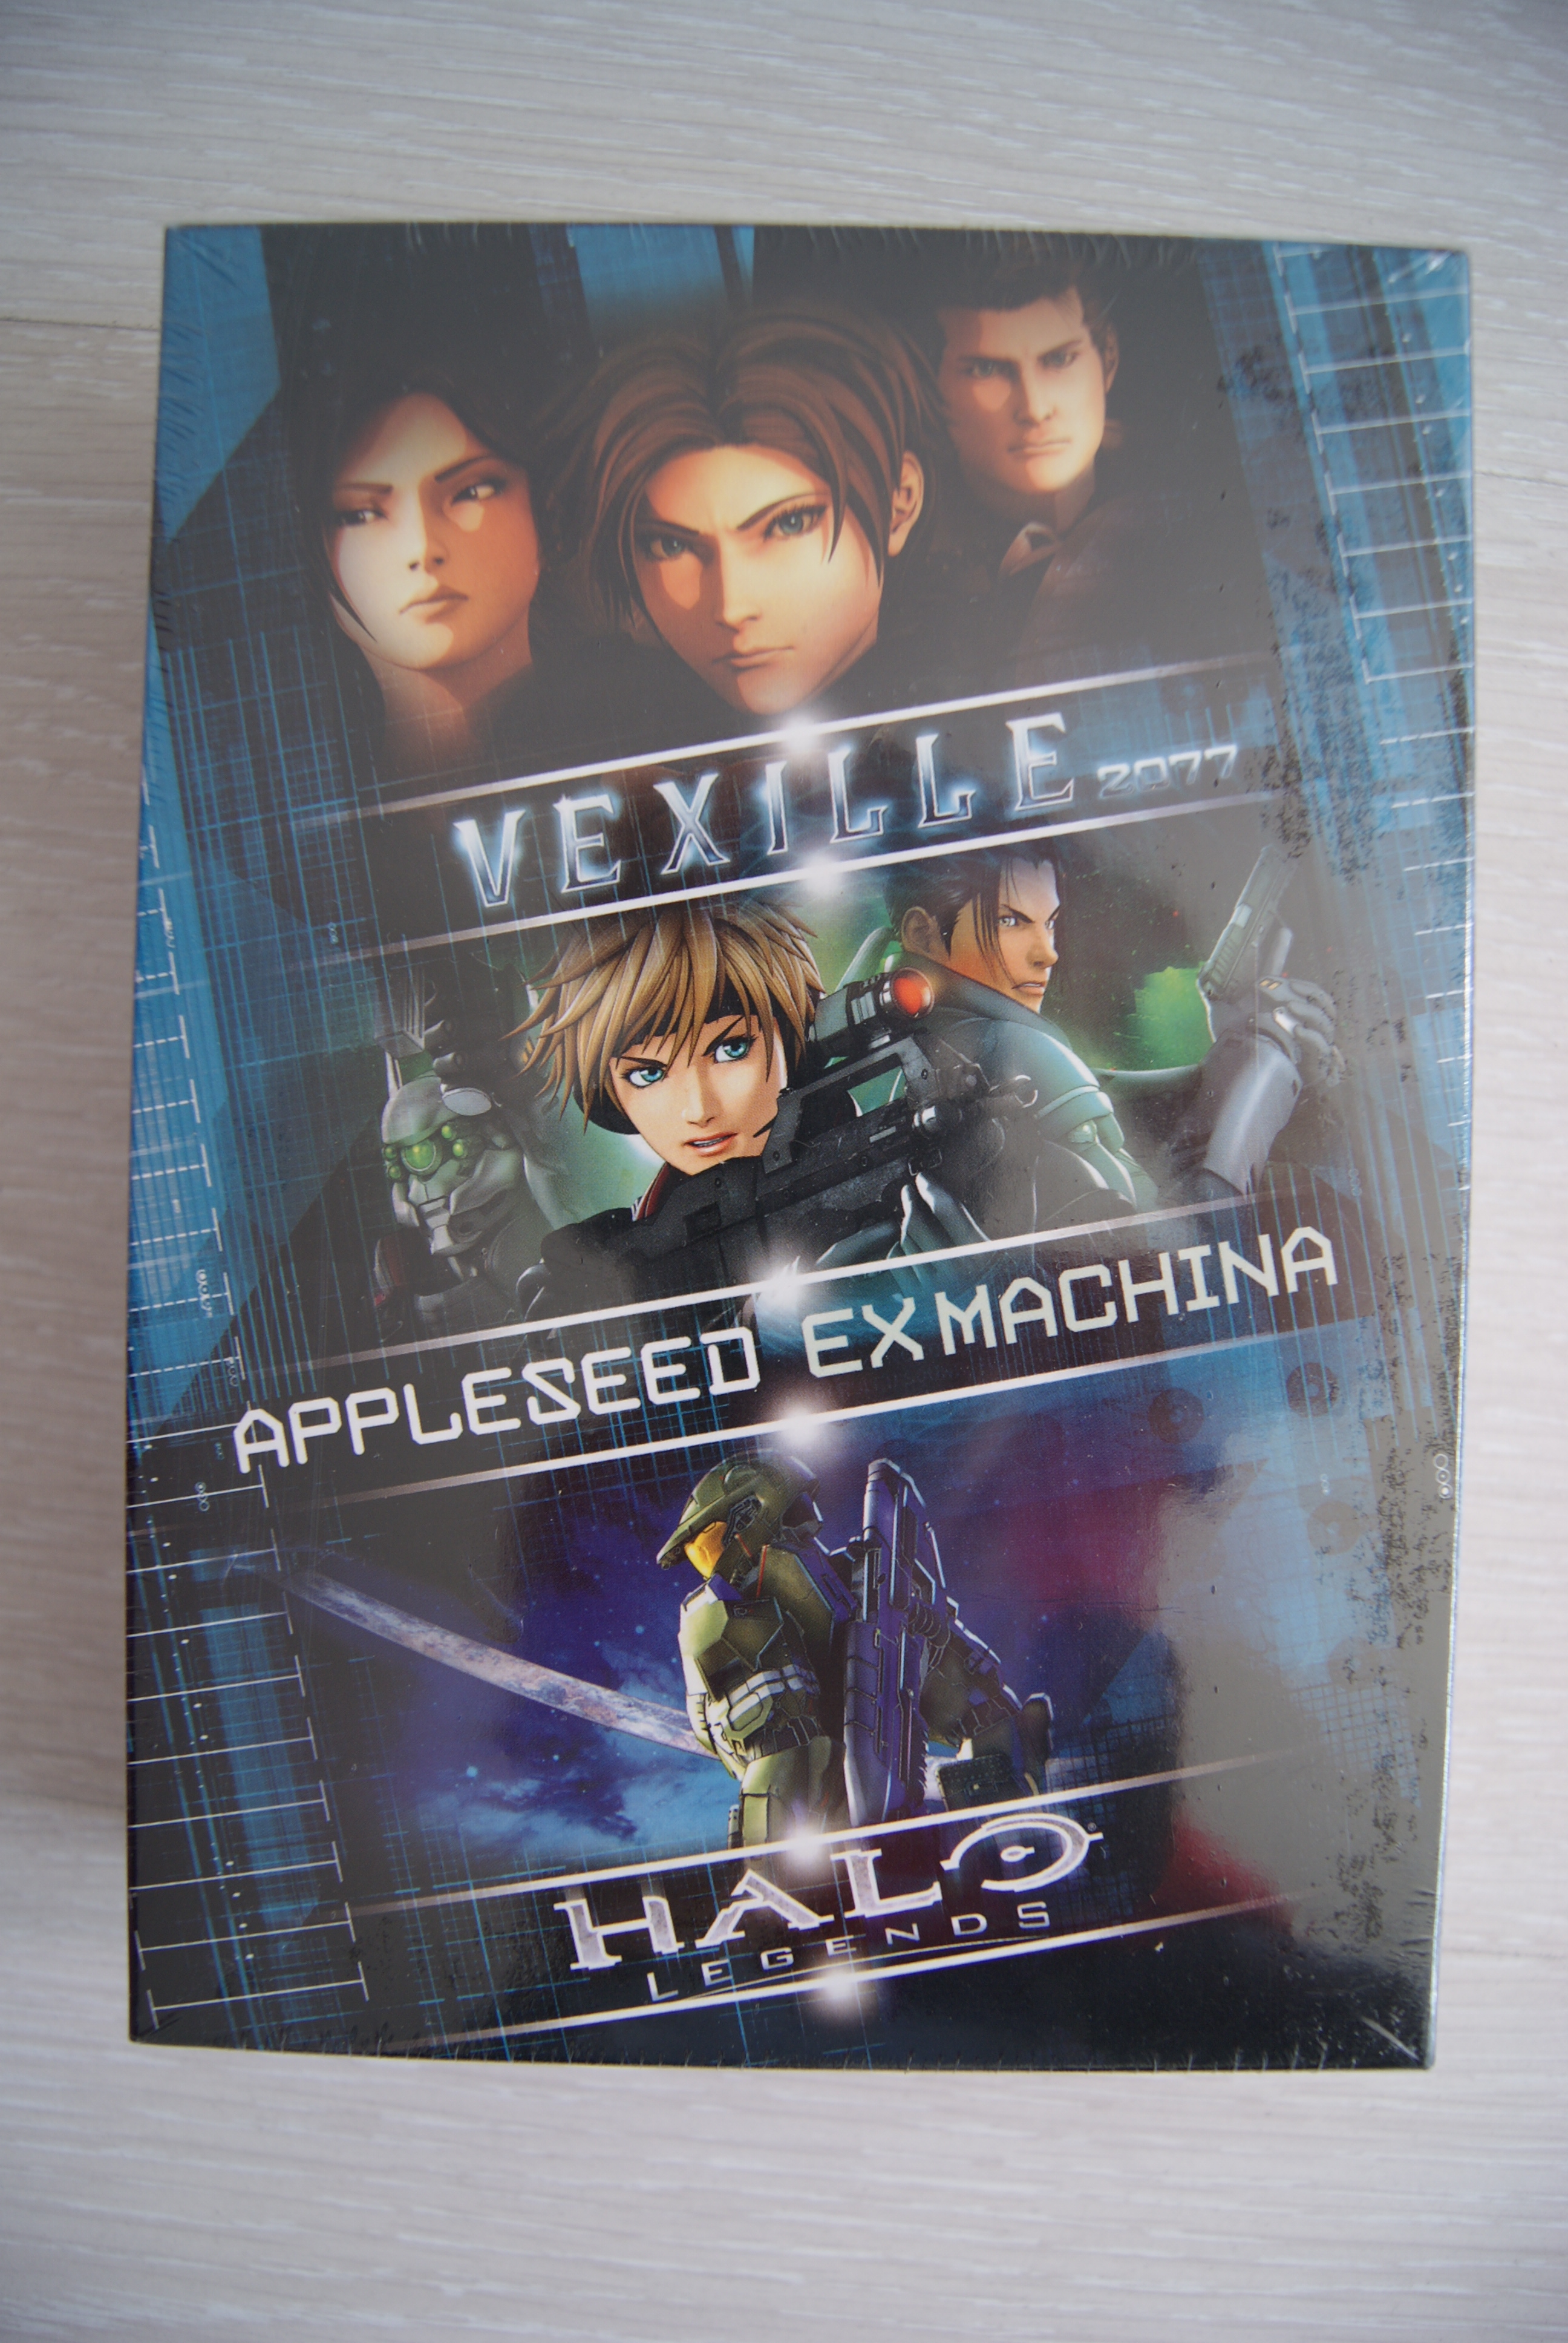 VEXILLE 2077
APPLESEED EX MACHINA
HALO®
LEGENDS